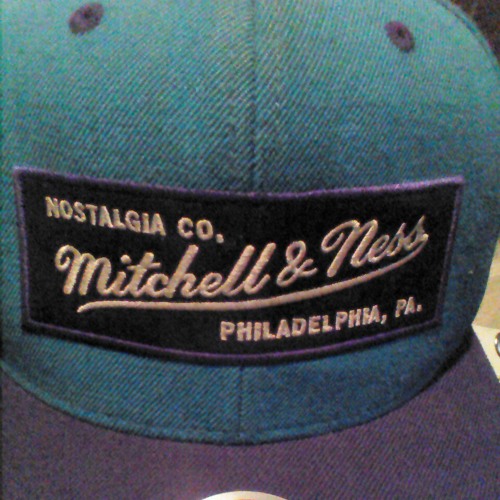 NOSTALGIA CO.
Mitchell & Ness
PHILADELPHIA, PA.